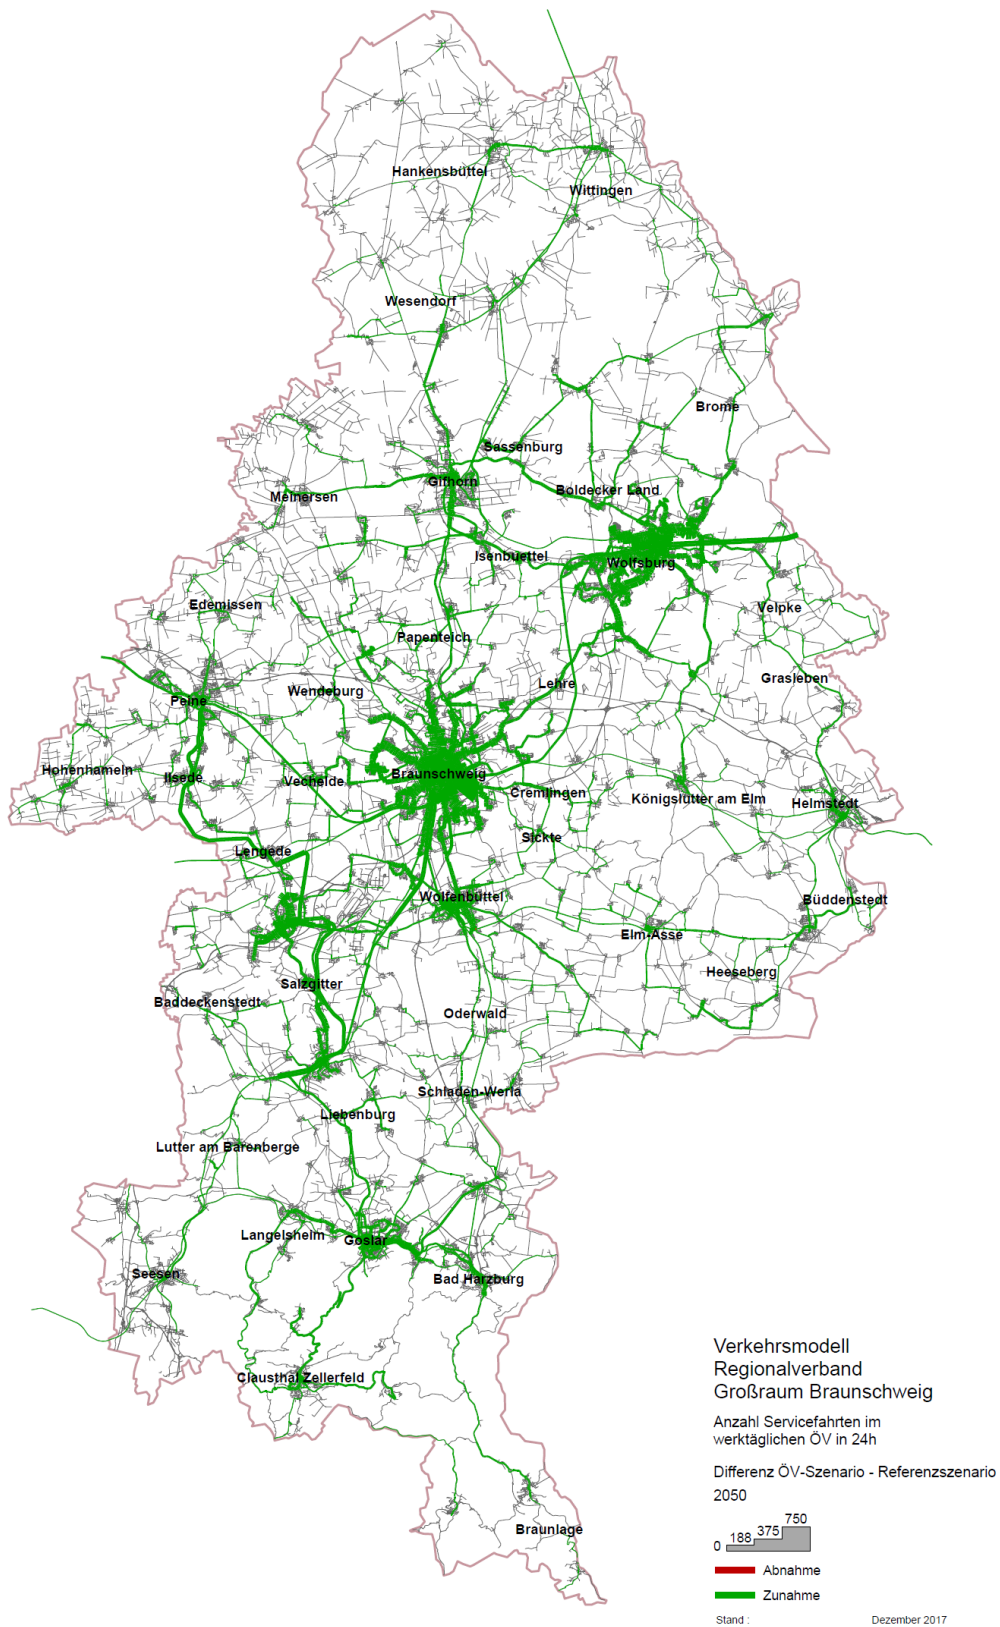 Hankensbüttel
Wittingen
Wesendorf
Brome
Sassenburg
Gifhorn
Boldecker Land
Meinersen
Isenbuettel
Wolfsburg
Edemissen
Velpke
Papenteich
Grasleben
Lehre
Wendeburg
Peine
Hohenhameln
Ilsede
Vechelde
Braunschweig
Cremlingen
Königslutter am Elm
Helmstedt
Sickte
Lengede
Wolfenbüttel
Büddenstedt
Elm-Asse
Heeseberg
Salzgitter
Baddeckenstedt
Oderwald
Schladen-Werla
Liebenburg
Lutter am Barenberge
Langelsheim
Goslar
Seesen
Bad Harzburg
Clausthal Zellerfeld
Braunlage
Verkehrsmodell
Regionalverband
Großraum Braunschweig
Anzahl Servicefahrten im
werktäglichen ÖV in 24h
Differenz ÖV-Szenario - Referenzszenario
2050
0 188 375 750
Abnahme
Zunahme
Stand : Dezember 2017